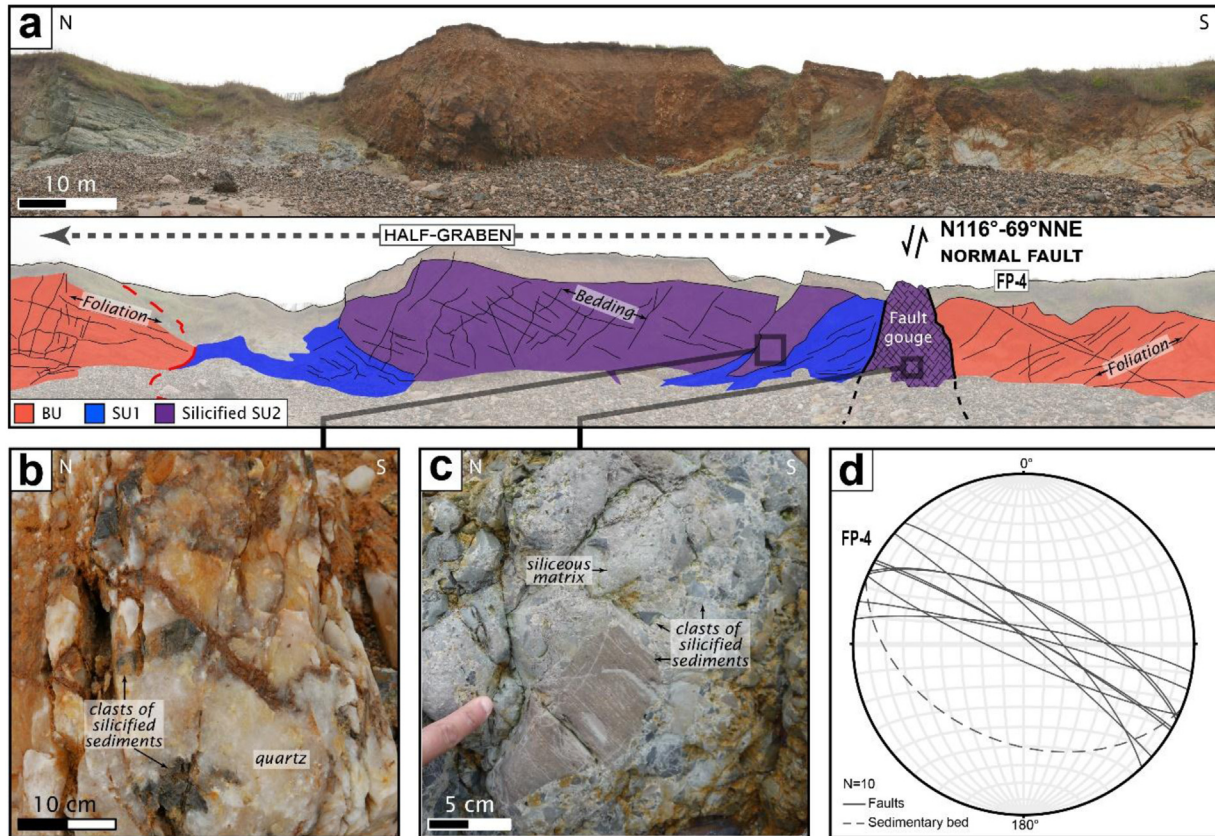 a
N
S
10 m
HALF-GRABEN
N116°-69°NNE
NORMAL FAULT
FP-4
Foliation
Bedding
Fault
gouge
Foliation
BU
SU1
Silicified SU2
b
N
S
clasts of
silicified
sediments
quartz
10 cm
c
N
S
siliceous
matrix
clasts of
silicified
sediments
5 cm
d
0°
FP-4
N=10
Faults
Sedimentary bed
180°